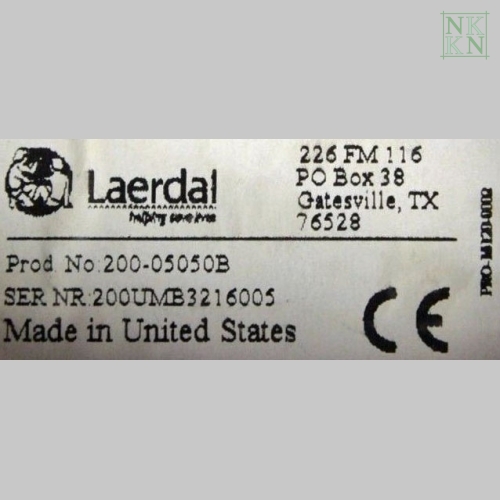 NK
KN
Laerdal
helping save lives
226 FM 116
PO Box 38
Gatesville, TX
76528
Prod. No:200-05050B
SER NR:200UMB3216005
Made in United States
CE